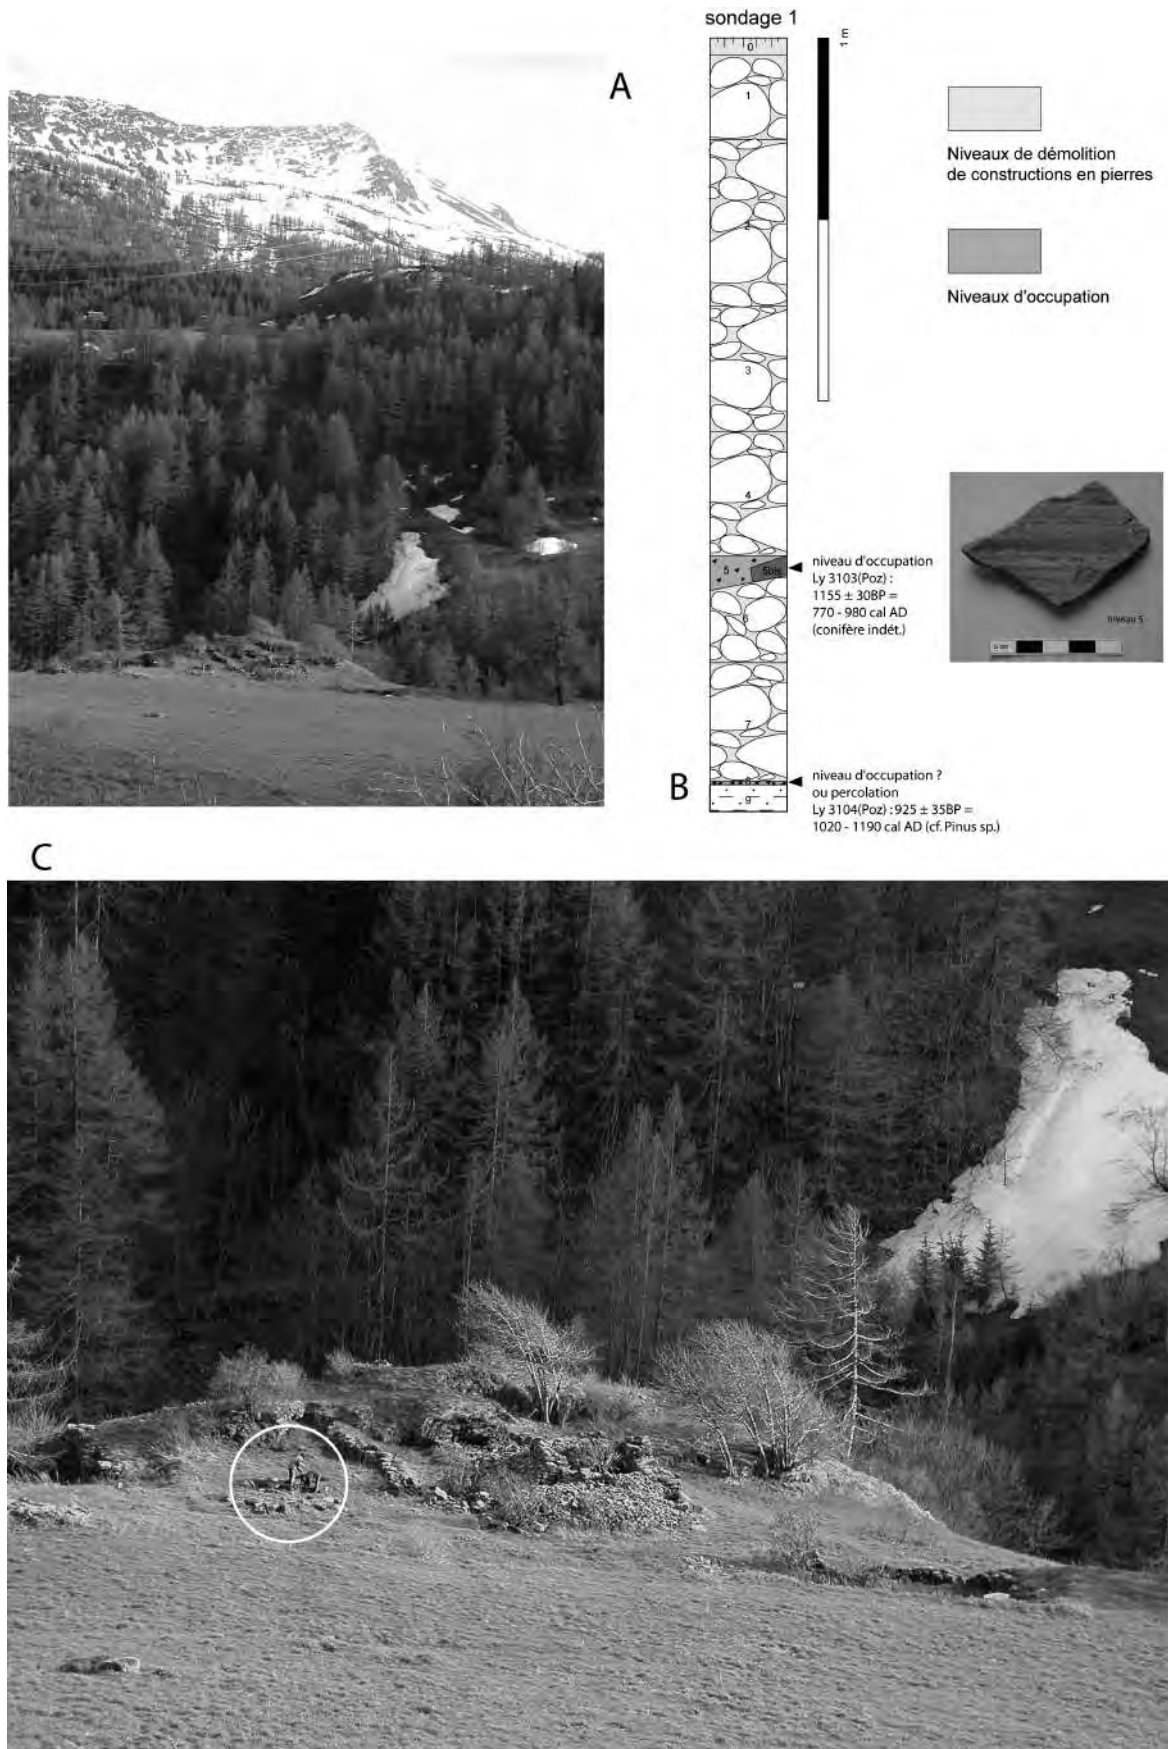 sondage 1
A
0
1 m
1
Niveaux de démolition
de constructions en pierres
2
Niveaux d'occupation
3
4
niveau d'occupation
Ly 3103(Poz) :
1155 ± 30BP =
770 - 980 cal AD
(conifère indét.)
5
5bis
niveau 5
6
7
B
niveau d'occupation ?
ou percolation
Ly 3104(Poz) : 925 ± 35BP =
1020 - 1190 cal AD (cf. Pinus sp.)
9
C